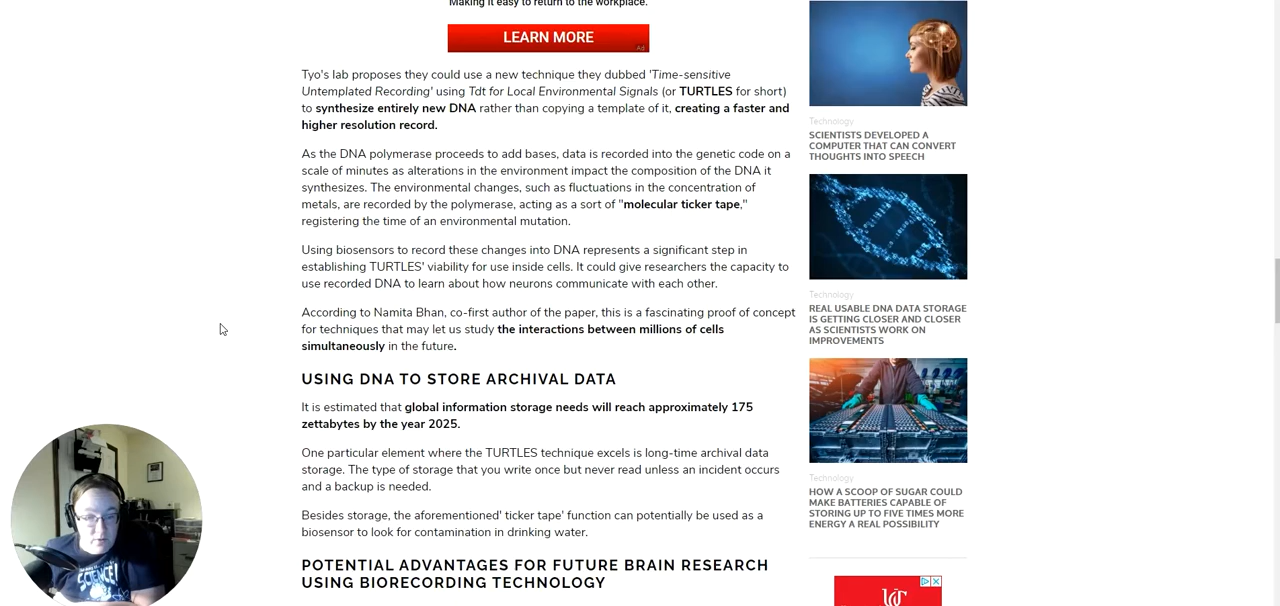 Making it easy to return to the workplace.
LEARN MORE
Ad
Tyo's lab proposes they could use a new technique they dubbed 'Time-sensitive
Untemplated Recording' using Tdt for Local Environmental Signals (or TURTLES for short)
to synthesize entirely new DNA rather than copying a template of it, creating a faster and
higher resolution record.
As the DNA polymerase proceeds to add bases, data is recorded into the genetic code on a
scale of minutes as alterations in the environment impact the composition of the DNA it
synthesizes. The environmental changes, such as fluctuations in the concentration of
metals, are recorded by the polymerase, acting as a sort of "molecular ticker tape,"
registering the time of an environmental mutation.
Using biosensors to record these changes into DNA represents a significant step in
establishing TURTLES' viability for use inside cells. It could give researchers the capacity to
use recorded DNA to learn about how neurons communicate with each other.
According to Namita Bhan, co-first author of the paper, this is a fascinating proof of concept
for techniques that may let us study the interactions between millions of cells
simultaneously in the future.
USING DNA TO STORE ARCHIVAL DATA
It is estimated that global information storage needs will reach approximately 175
zettabytes by the year 2025.
One particular element where the TURTLES technique excels is long-time archival data
storage. The type of storage that you write once but never read unless an incident occurs
and a backup is needed.
Besides storage, the aforementioned' ticker tape' function can potentially be used as a
biosensor to look for contamination in drinking water.
POTENTIAL ADVANTAGES FOR FUTURE BRAIN RESEARCH
USING BIORECORDING TECHNOLOGY
Technology
SCIENTISTS DEVELOPED A
COMPUTER THAT CAN CONVERT
THOUGHTS INTO SPEECH
Technology
REAL USABLE DNA DATA STORAGE
IS GETTING CLOSER AND CLOSER
AS SCIENTISTS WORK ON
IMPROVEMENTS
Technology
HOW A SCOOP OF SUGAR COULD
MAKE BATTERIES CAPABLE OF
STORING UP TO FIVE TIMES MORE
ENERGY A REAL POSSIBILITY
SCIENCE!